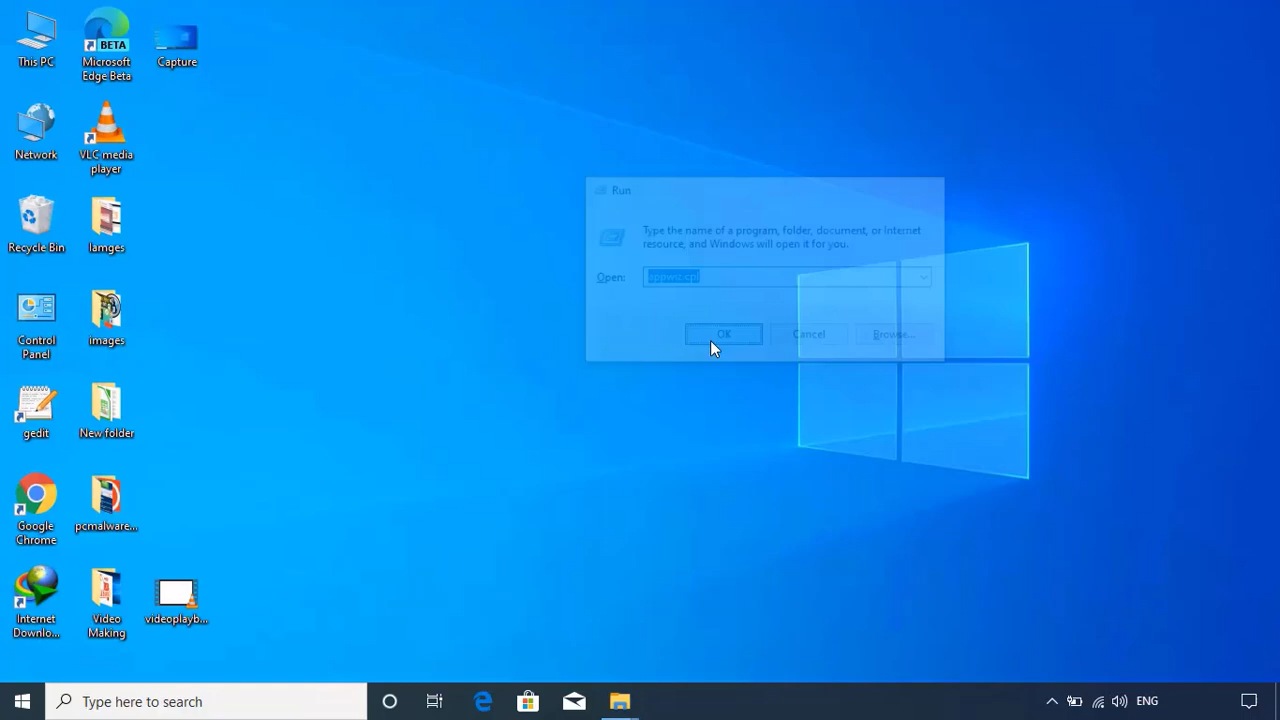 This PC
Microsoft
Edge Beta
BETA
Capture
Network
VLC media
player
Recycle Bin
Iamges
Control
Panel
images
gedit
New folder
Google
Chrome
pcmalware...
Internet
Downlo...
Video
Making
videoplayb...
Run
Type the name of a program, folder, document, or Internet
resource, and Windows will open it for you.
Open:
appwiz.cpl
OK
Cancel
Browse...
Type here to search
ENG